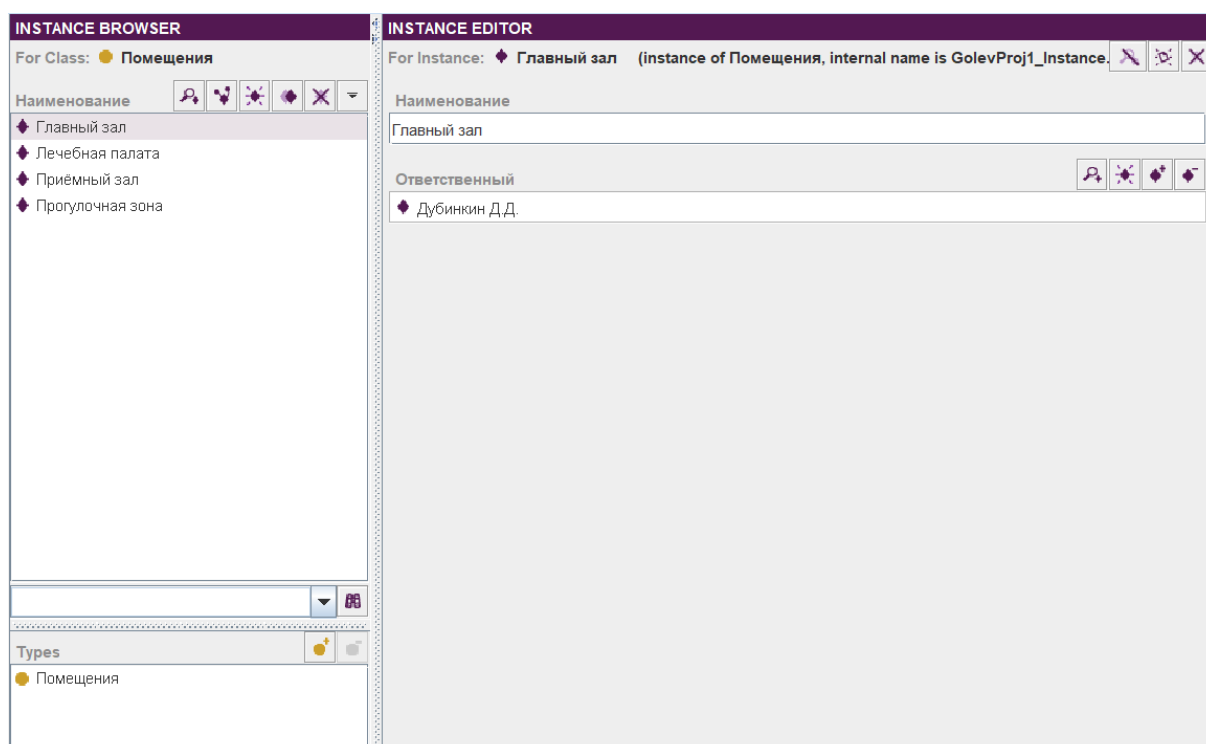 INSTANCE BROWSER
For Class: Помещения
Наименование
Главный зал
Лечебная палата
Приёмный зал
Прогулочная зона
Types
Помещения
INSTANCE EDITOR
For Instance: Главный зал (instance of Помещения, internal name is GolevProj1_Instance.
Наименование
Главный зал
Ответственный
Дубинкин Д.Д.